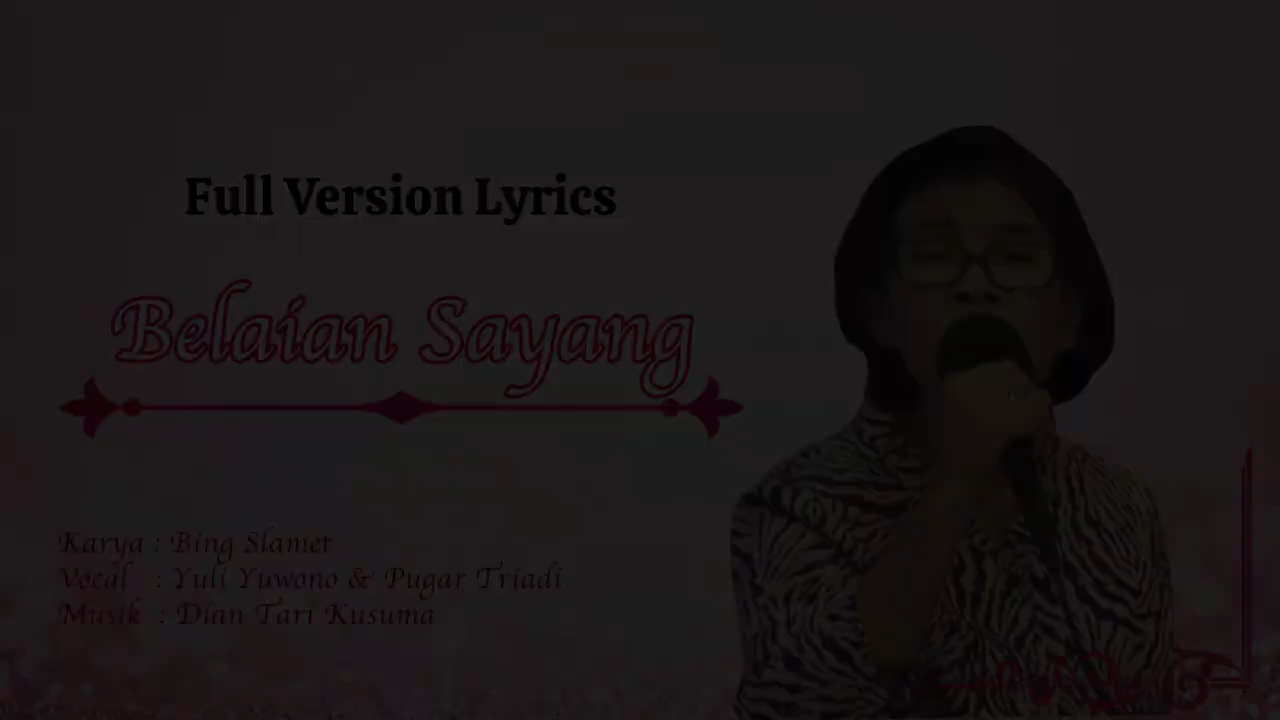 Full Version Lyrics
Belaian Sayang
Karya : Bing Slamet
Vocal : Yuli Yuwono & Pugar Triadi
Musik : Dian Tari Kusuma